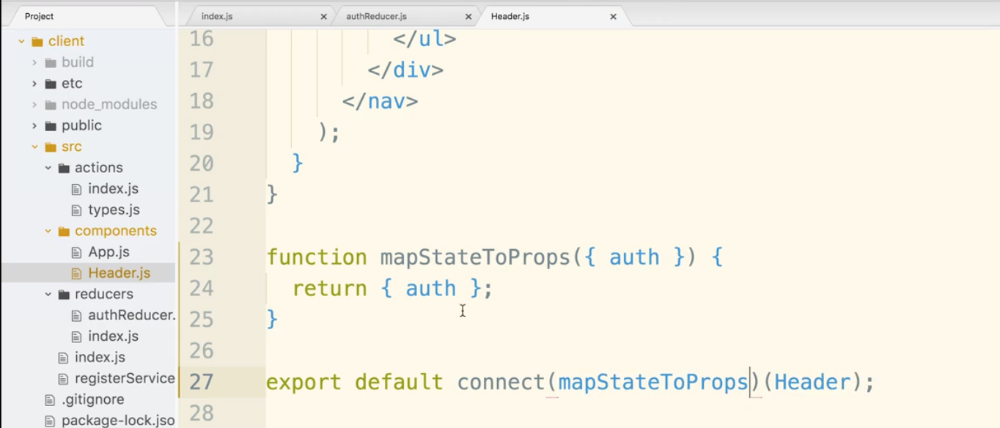 Project
index.js
authReducer.js
Header.js
client
build
etc
node_modules
public
src
actions
index.js
types.js
components
App.js
Header.js
reducers
authReducer.
index.js
index.js
registerService
.gitignore
package-lock.jso
16 </ul>
17 </div>
18 </nav>
19 );
20 }
21 }
22
23 function mapStateToProps({ auth }) {
24 return { auth };
25 }
26
27 export default connect(mapStateToProps)(Header);
28